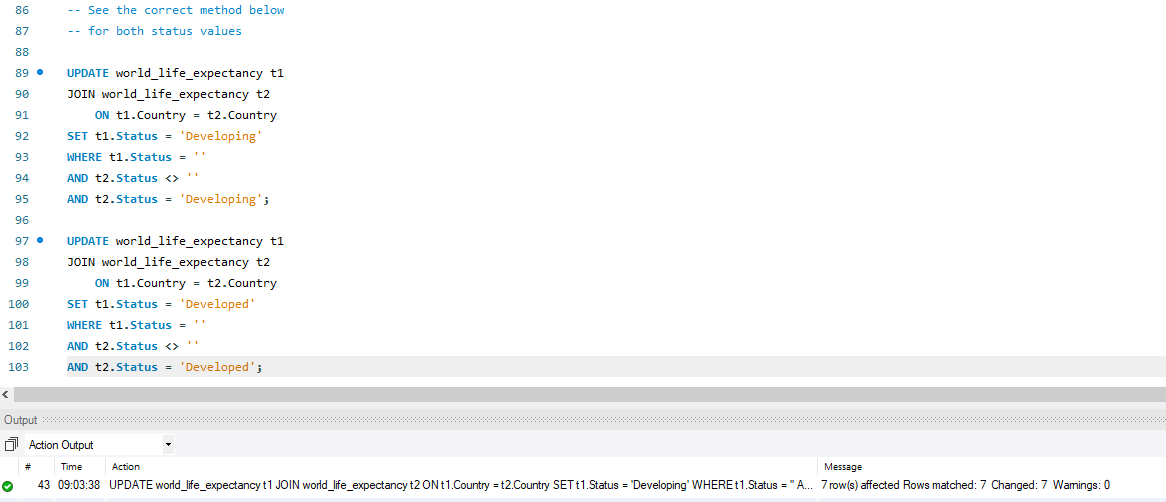 86 -- See the correct method below
87 -- for both status values
88
89 UPDATE world_life_expectancy t1
90 JOIN world_life_expectancy t2
91 ON t1.Country = t2.Country
92 SET t1.Status = 'Developing'
93 WHERE t1.Status = ''
94 AND t2.Status <> ''
95 AND t2.Status = 'Developing';
96
97 UPDATE world_life_expectancy t1
98 JOIN world_life_expectancy t2
99 ON t1.Country = t2.Country
100 SET t1.Status = 'Developed'
101 WHERE t1.Status = ''
102 AND t2.Status <> ''
103 AND t2.Status = 'Developed';
Output
Action Output
# Time Action Message
43 09:03:38 UPDATE world_life_expectancy t1 JOIN world_life_expectancy t2 ON t1.Country = t2.Country SET t1.Status = 'Developing' WHERE t1.Status = '' A... 7 row(s) affected Rows matched: 7 Changed: 7 Warnings: 0